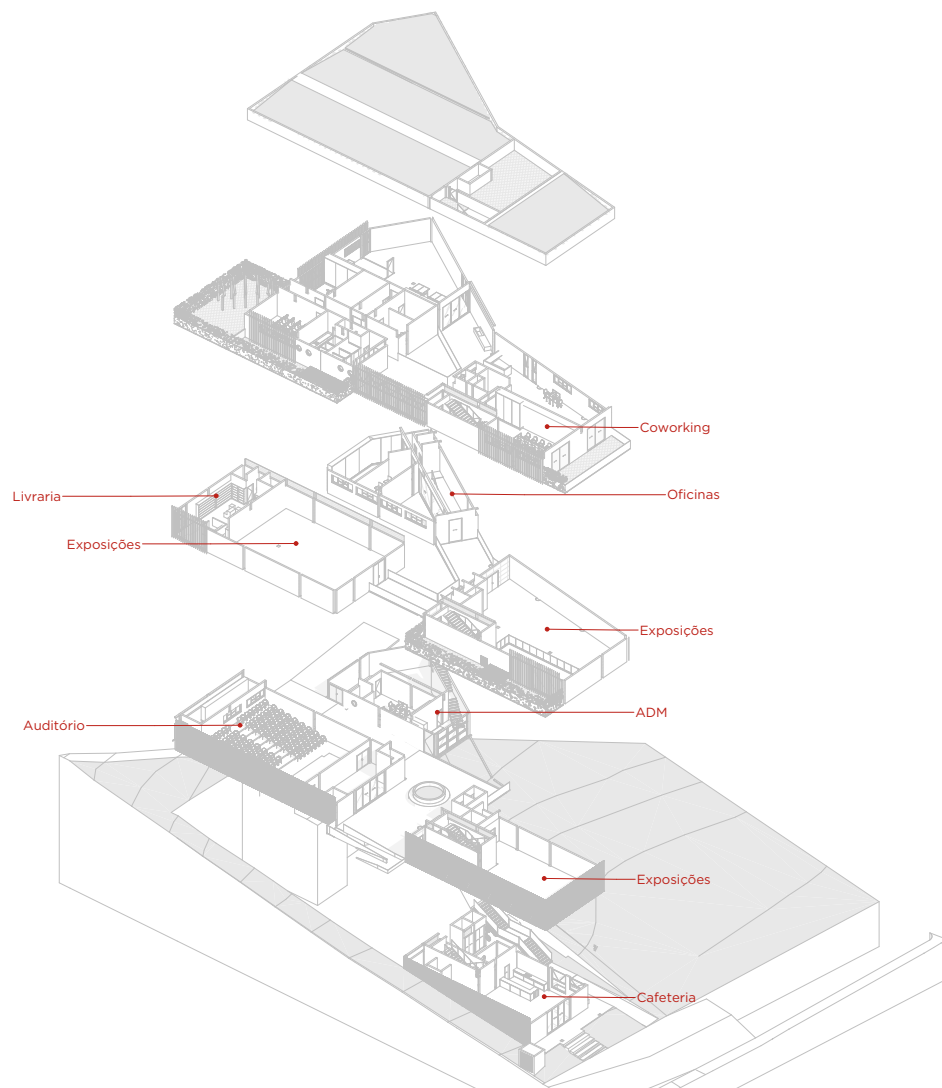 Coworking
Livraria
Oficinas
Exposições
Exposições
ADM
Auditório
Exposições
Cafeteria